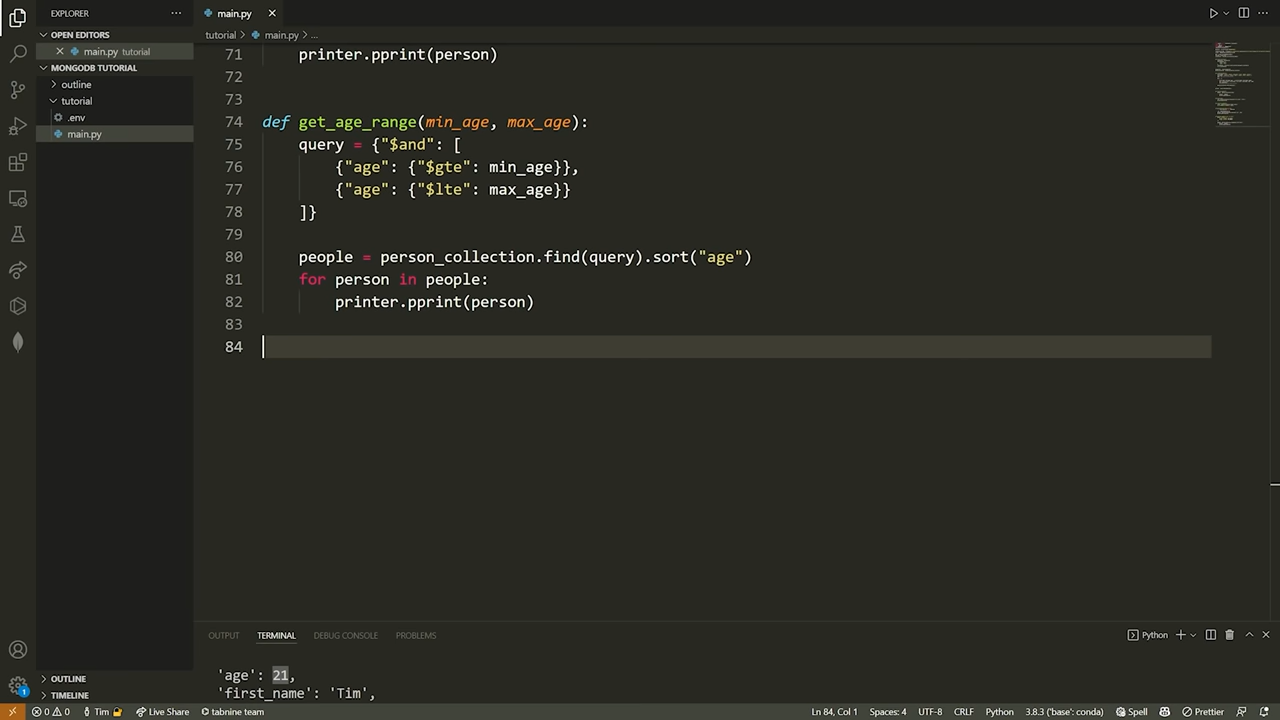 EXPLORER
···
main.py
OPEN EDITORS
main.py tutorial
MONGODB TUTORIAL
outline
tutorial
.env
main.py
OUTLINE
TIMELINE
tutorial > main.py > ...
71 printer.pprint(person)
72
73
74 def get_age_range(min_age, max_age):
75 query = {"$and": [
76 {"age": {"$gte": min_age}},
77 {"age": {"$lte": max_age}}
78 ]}
79
80 people = person_collection.find(query).sort("age")
81 for person in people:
82 printer.pprint(person)
83
84
OUTPUT TERMINAL DEBUG CONSOLE PROBLEMS
Python
'age': 21,
'first_name': 'Tim',
1
0 0 Tim Live Share tabnine team Ln 84, Col 1 Spaces: 4 UTF-8 CRLF Python 3.8.3 ('base': conda) Spell Prettier